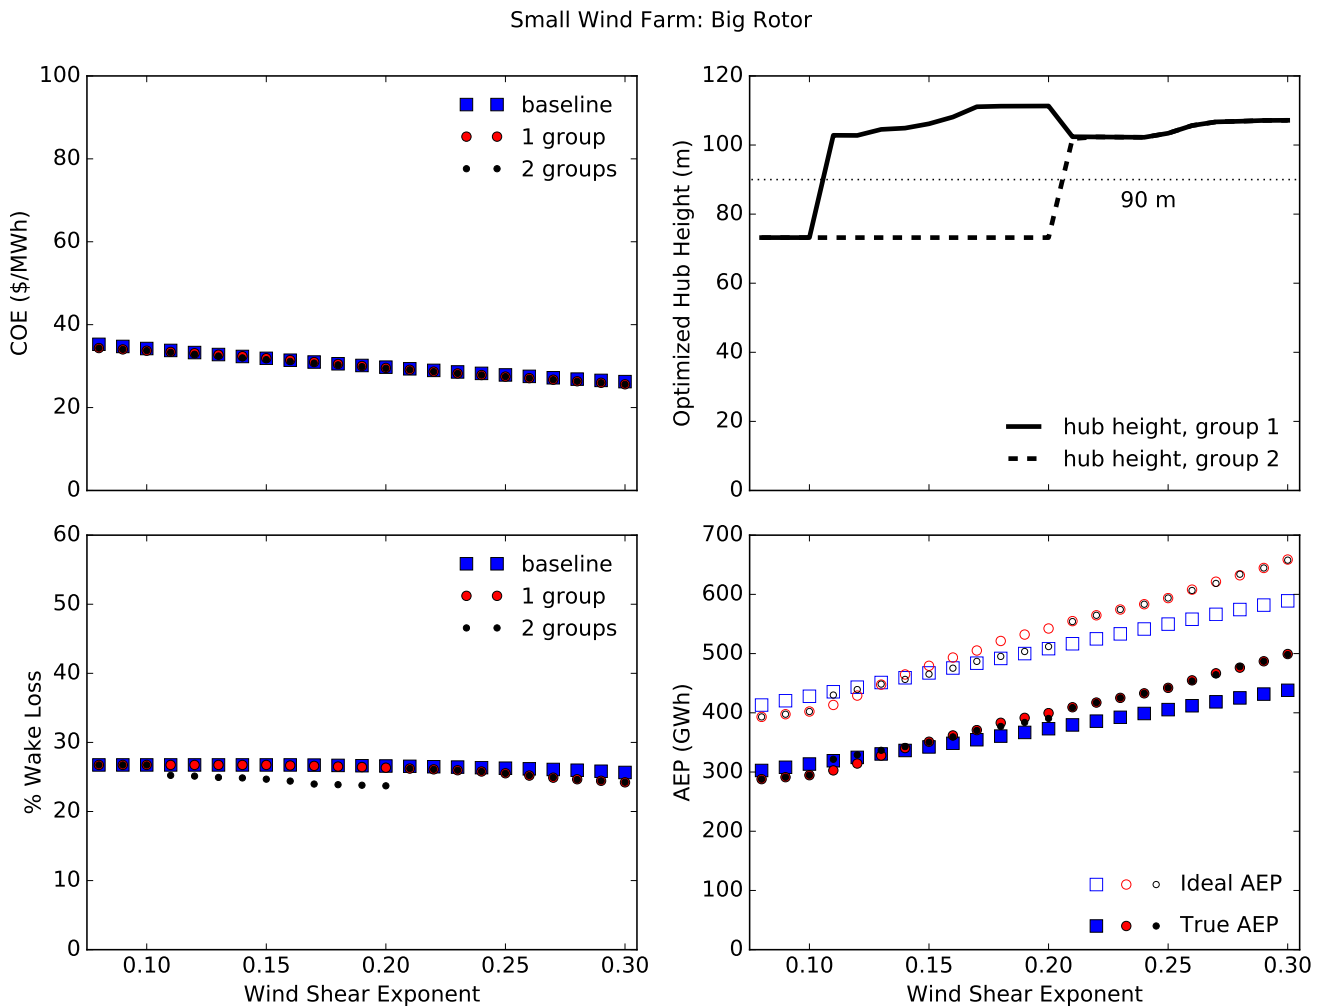 Small Wind Farm: Big Rotor
COE ($/MWh)
100
80
60
40
20
0
baseline
1 group
2 groups
Optimized Hub Height (m)
120
100
80
60
40
20
0
90 m
hub height, group 1
hub height, group 2
% Wake Loss
60
50
40
30
20
10
0
baseline
1 group
2 groups
0.10
0.15
0.20
0.25
0.30
Wind Shear Exponent
AEP (GWh)
700
600
500
400
300
200
100
0
Ideal AEP
True AEP
0.10
0.15
0.20
0.25
0.30
Wind Shear Exponent